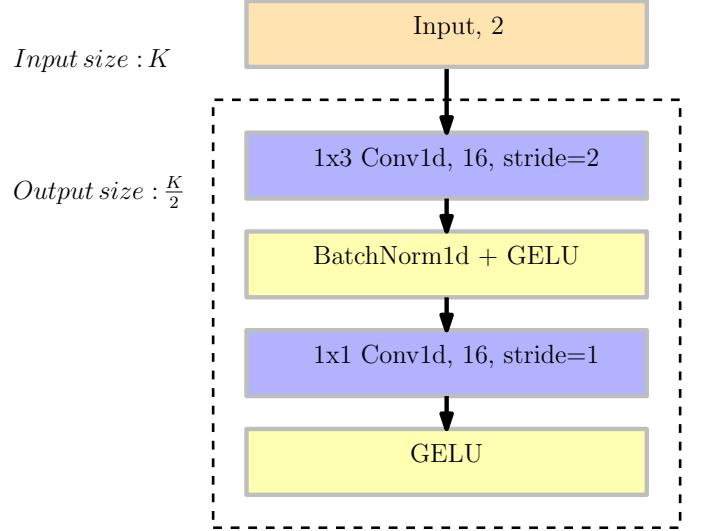 Input, 2
Input size : K
1x3 Conv1d, 16, stride=2
Output size : K/2
BatchNorm1d + GELU
1x1 Conv1d, 16, stride=1
GELU